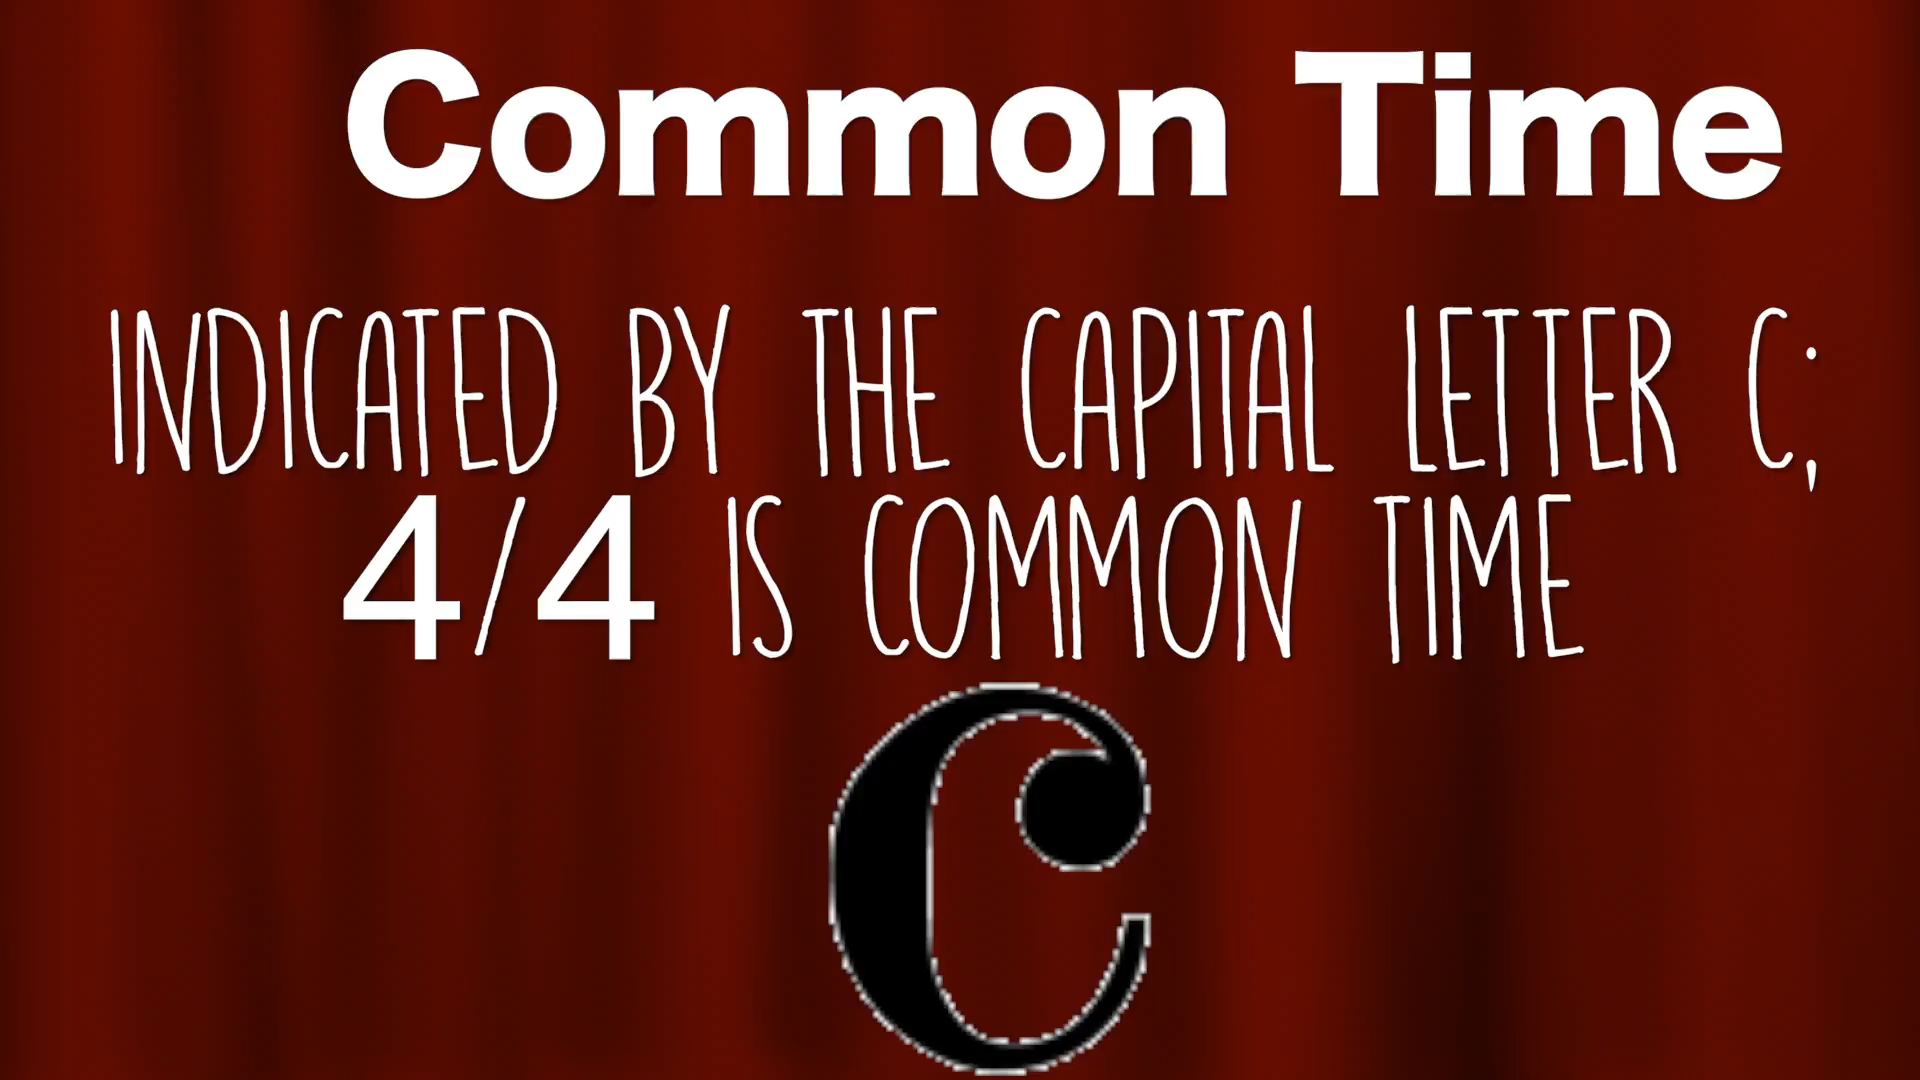 Common Time
INDICATED BY THE CAPITAL LETTER C;
4/4 IS COMMON TIME
C